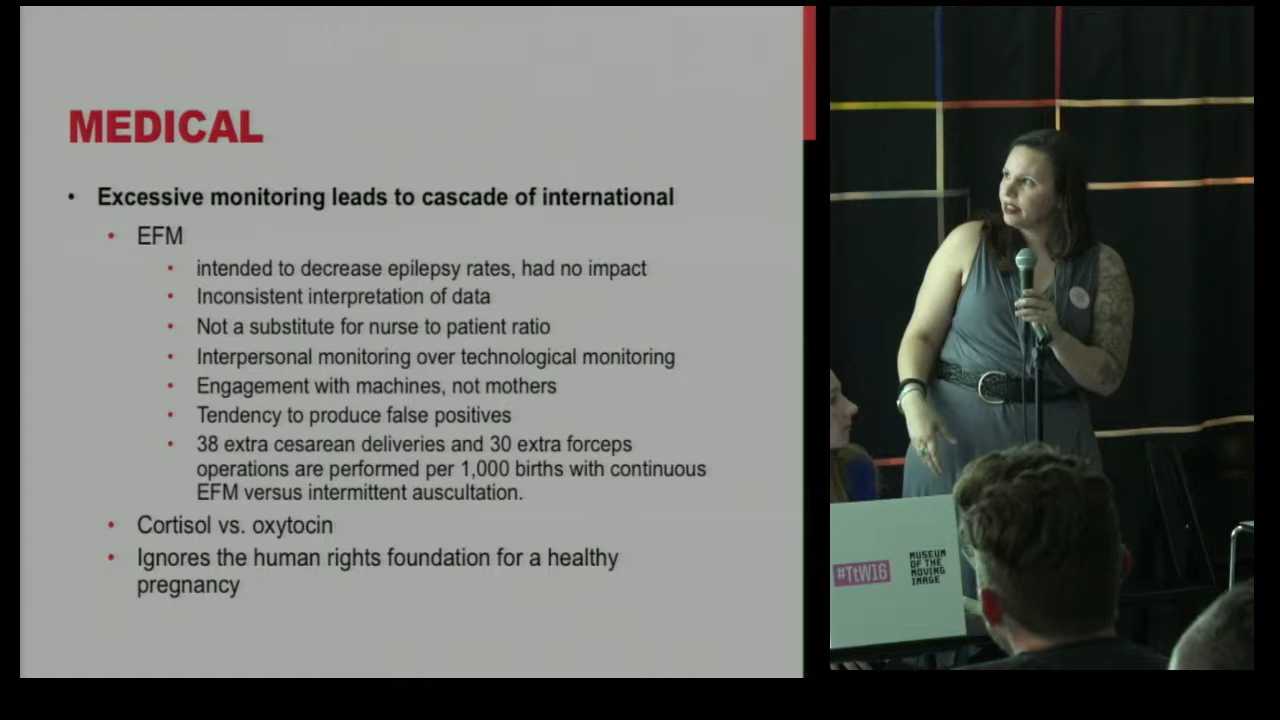 MEDICAL
• Excessive monitoring leads to cascade of international
• EFM
• intended to decrease epilepsy rates, had no impact
• Inconsistent interpretation of data
• Not a substitute for nurse to patient ratio
• Interpersonal monitoring over technological monitoring
• Engagement with machines, not mothers
• Tendency to produce false positives
• 38 extra cesarean deliveries and 30 extra forceps
operations are performed per 1,000 births with continuous
EFM versus intermittent auscultation.
• Cortisol vs. oxytocin
• Ignores the human rights foundation for a healthy
pregnancy
#TtW16
MUSEUM
OF THE
MOVING
IMAGE